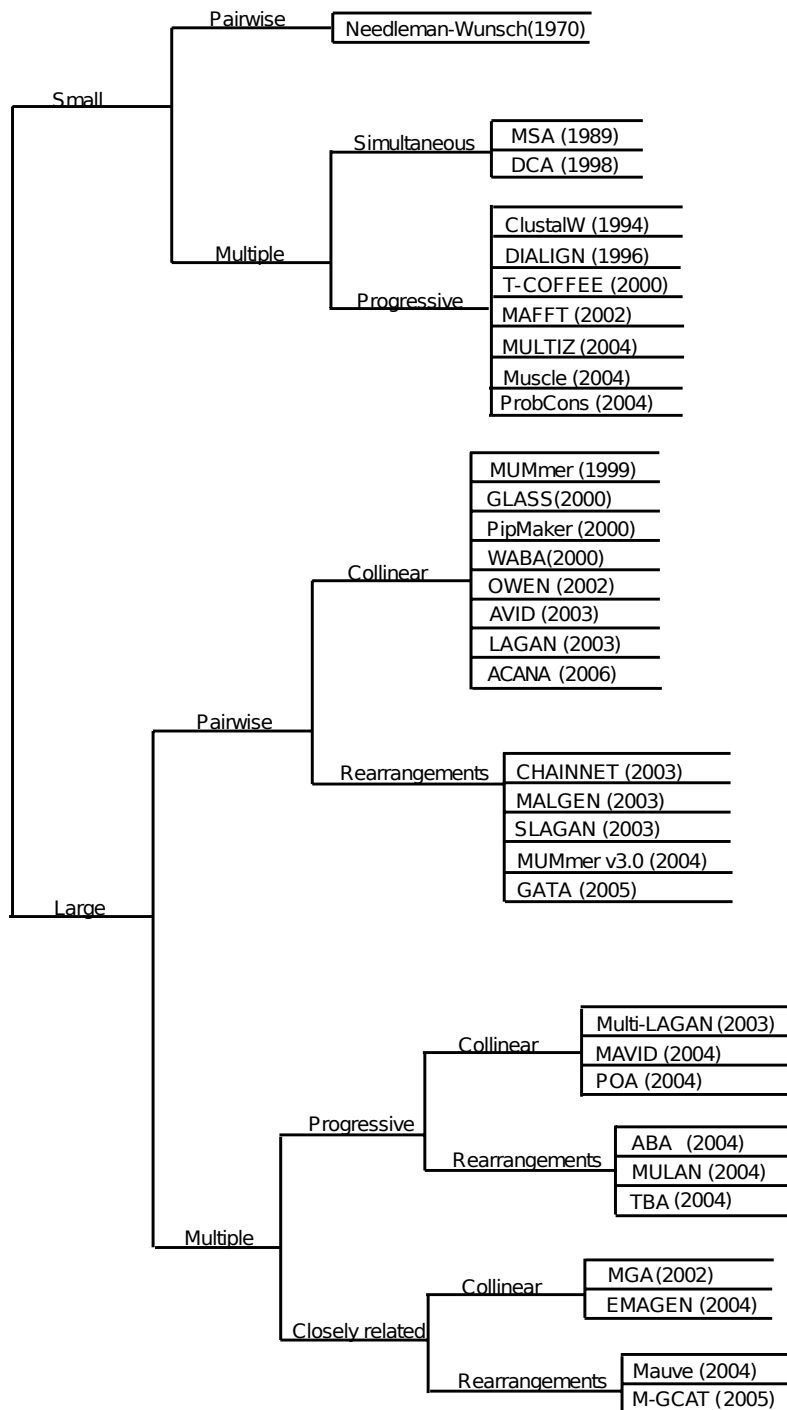 Pairwise
Needleman-Wunsch(1970)
Small
Simultaneous
MSA (1989)
DCA (1998)
Multiple
Progressive
ClustalW (1994)
DIALIGN (1996)
T-COFFEE (2000)
MAFFT (2002)
MULTIZ (2004)
Muscle (2004)
ProbCons (2004)
Collinear
MUMmer (1999)
GLASS(2000)
PipMaker (2000)
WABA(2000)
OWEN (2002)
AVID (2003)
LAGAN (2003)
ACANA (2006)
Pairwise
Rearrangements
CHAINNET (2003)
MALGEN (2003)
SLAGAN (2003)
MUMmer v3.0 (2004)
GATA (2005)
Large
Collinear
Multi-LAGAN (2003)
MAVID (2004)
POA (2004)
Progressive
Rearrangements
ABA (2004)
MULAN (2004)
TBA (2004)
Multiple
Collinear
MGA(2002)
EMAGEN (2004)
Closely related
Rearrangements
Mauve (2004)
M-GCAT (2005)